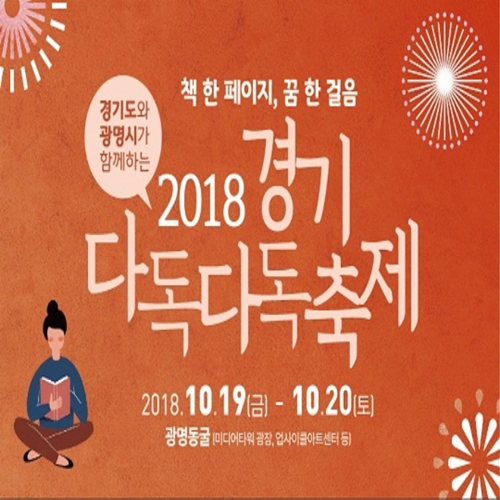 책 한 페이지, 꿈 한 걸음
경기도와
광명시가
함께하는
2018 경기
다독다독축제
2018. 10.19(금) - 10.20(토)
광명동굴 (미디어타워 광장, 업사이클아트센터 등)